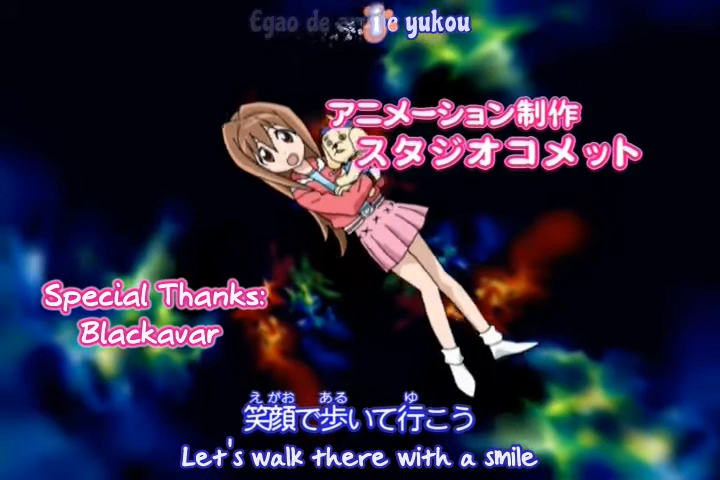 Egao de yukou
アニメーション制作
スタジオコメット
Special Thanks:
Blackavar
え がお ある ゆ
笑顔で歩いて行こう
Let's walk there with a smile